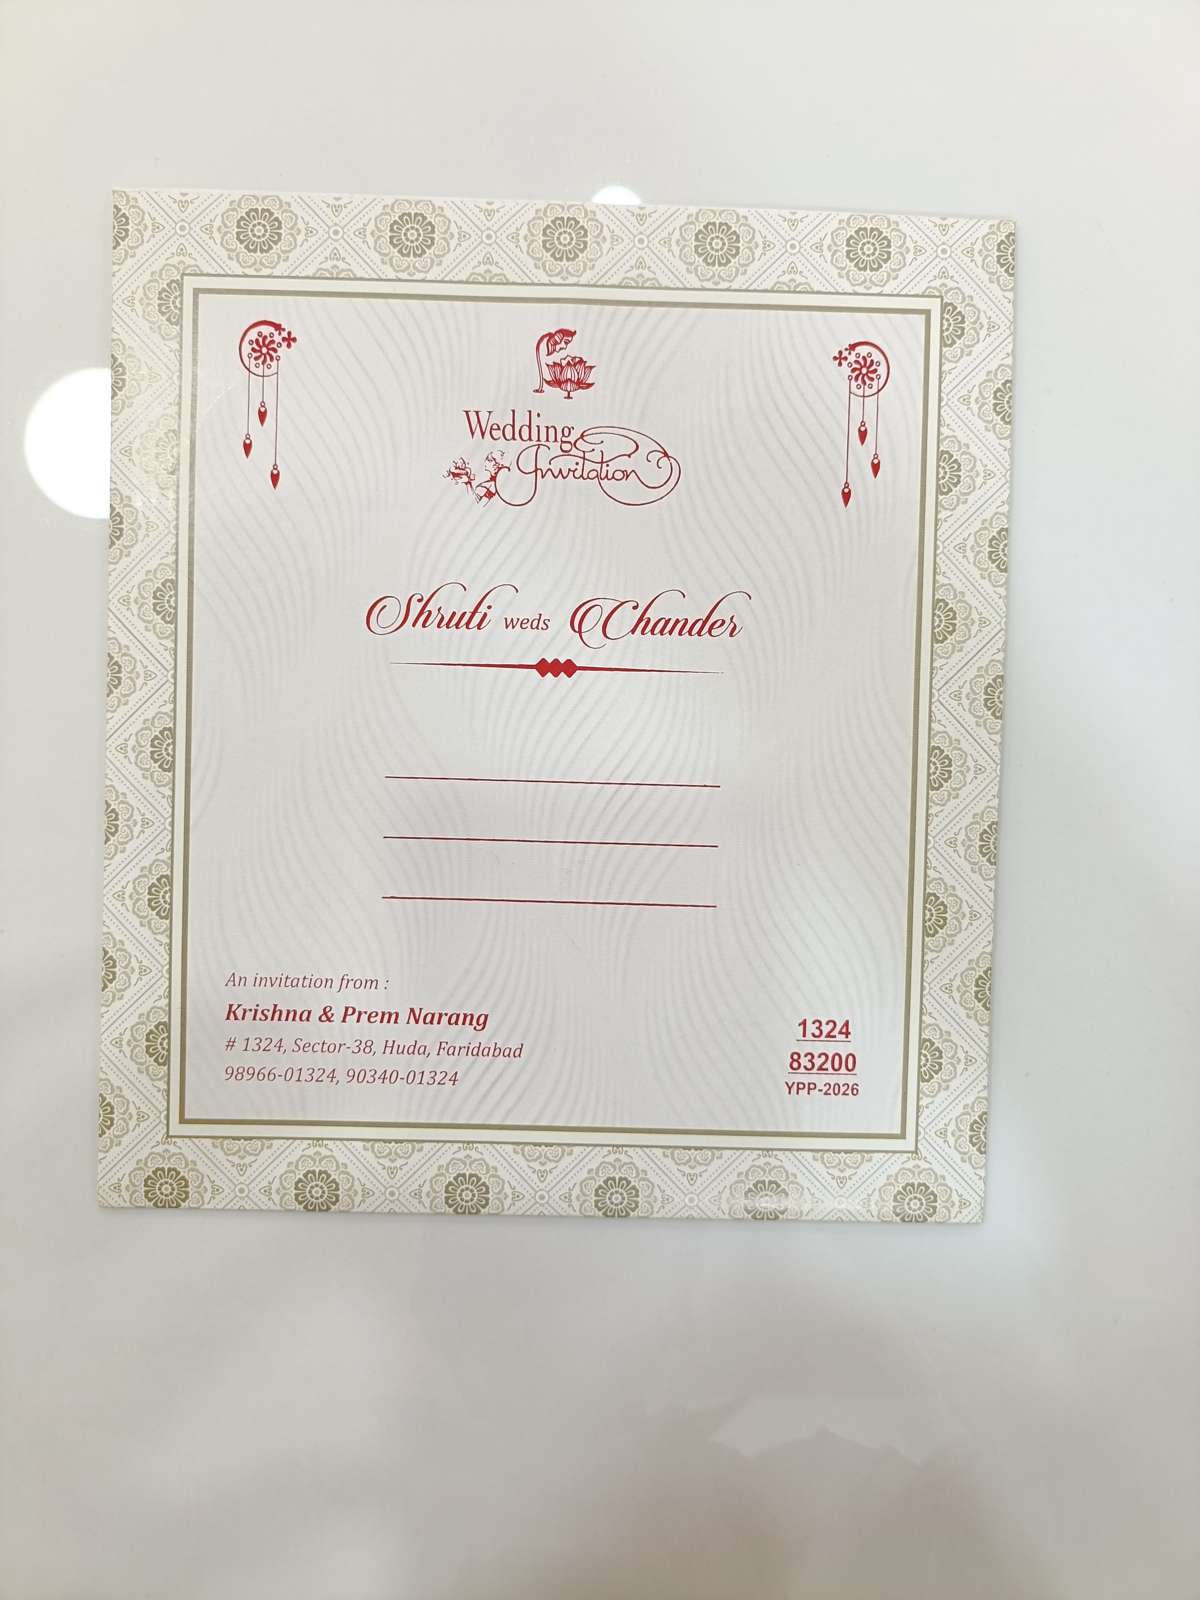 Wedding
Invitation
Shruti weds Chander
An invitation from :
Krishna & Prem Narang
# 1324, Sector-38, Huda, Faridabad
98966-01324, 90340-01324
1324
83200
YPP-2026